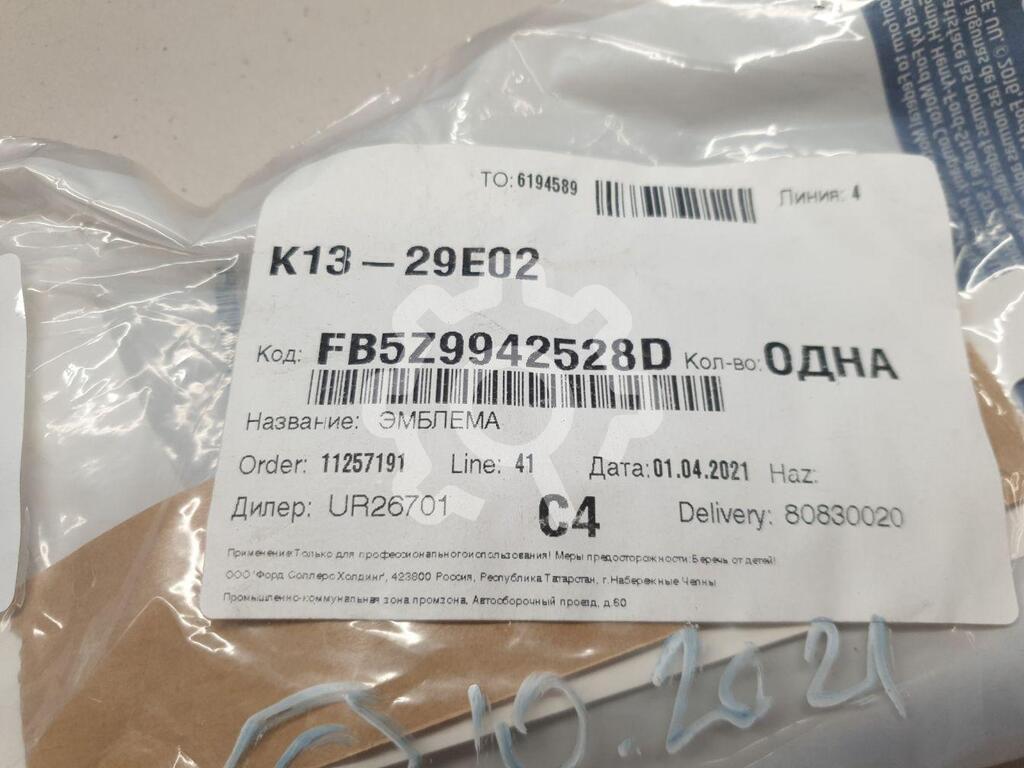 TO: 6194589 Линия: 4
K13 — 29E02
Код: FB5Z9942528D Кол-во: ОДНА
Название: ЭМБЛЕМА
Order: 11257191 Line: 41 Дата: 01.04.2021 Haz:
Дилер: UR26701 C4 Delivery: 80830020
Применение:Только для профессиональногоиспользования! Меры предосторожности:Беречь от детей!
ООО "Форд Соллерс Холдинг", 423800 Россия, Республика Татарстан, г.Набережные Челны
Промышленно-коммунальная зона промзона, Автосборочный проезд, д.60
10.2021